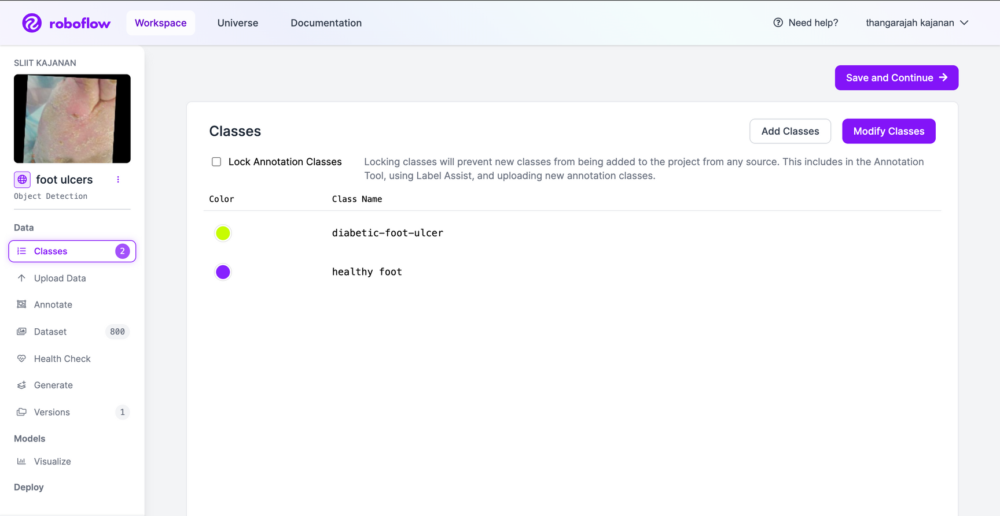 roboflow
Workspace
Universe
Documentation
Need help?
thangarajah kajanan
SLIIT KAJANAN
foot ulcers
Object Detection
Data
Classes 2
Upload Data
Annotate
Dataset 800
Health Check
Generate
Versions 1
Models
Visualize
Deploy
Save and Continue
Classes
Add Classes
Modify Classes
Lock Annotation Classes
Locking classes will prevent new classes from being added to the project from any source. This includes in the Annotation
Tool, using Label Assist, and uploading new annotation classes.
Color Class Name
diabetic-foot-ulcer
healthy foot